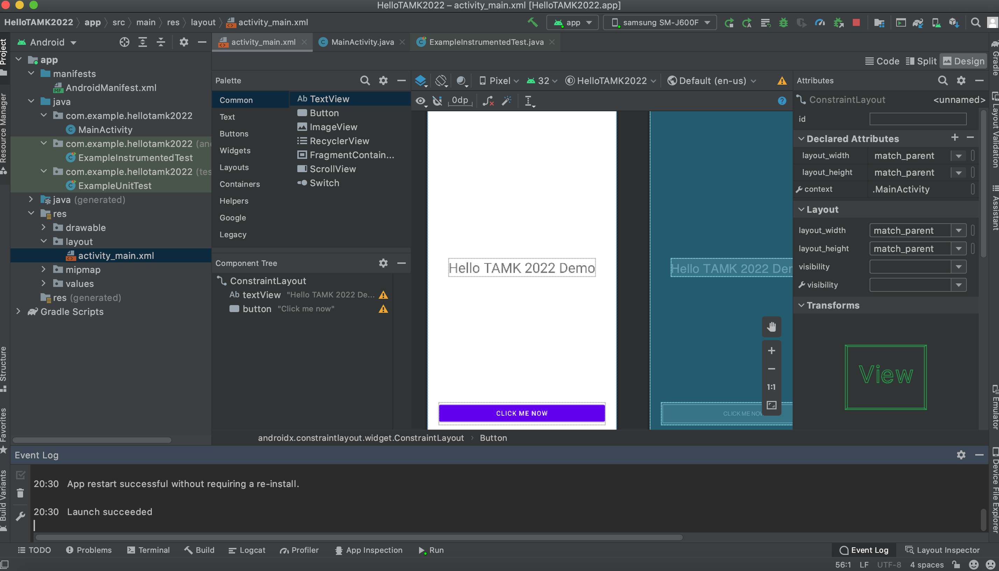 HelloTAMK2022 – activity_main.xml [HelloTAMK2022.app]
HelloTAMK2022 app src main res layout activity_main.xml
app
samsung SM-J600F
Android
activity_main.xml
MainActivity.java
ExampleInstrumentedTest.java
Code Split Design
Project
Resource Manager
Structure
Favorites
Build Variants
app
manifests
AndroidManifest.xml
java
com.example.hellotamk2022
MainActivity
com.example.hellotamk2022 (and
ExampleInstrumentedTest
com.example.hellotamk2022 (tes
ExampleUnitTest
java (generated)
res
drawable
layout
activity_main.xml
mipmap
values
res (generated)
Gradle Scripts
Palette
Common
Text
Buttons
Widgets
Layouts
Containers
Helpers
Google
Legacy
Ab TextView
Button
ImageView
RecyclerView
FragmentContain...
ScrollView
Switch
Component Tree
ConstraintLayout
Ab textView "Hello TAMK 2022 De...
button "Click me now"
Pixel 32 HelloTAMK2022 Default (en-us)
0dp
Hello TAMK 2022 Demo
CLICK ME NOW
Hello TAMK 2022 Der
CLICK ME NOW
1:1
androidx.constraintlayout.widget.ConstraintLayout Button
Attributes
ConstraintLayout <unnamed>
id
Declared Attributes
layout_width match_parent
layout_height match_parent
context .MainActivity
Layout
layout_width match_parent
layout_height match_parent
visibility
visibility
Transforms
View
Gradle
Layout Validation
Assistant
Emulator
Device File Explorer
Event Log
20:30 App restart successful without requiring a re-install.
20:30 Launch succeeded
TODO Problems Terminal Build Logcat Profiler App Inspection Run
Event Log Layout Inspector
56:1 LF UTF-8 4 spaces